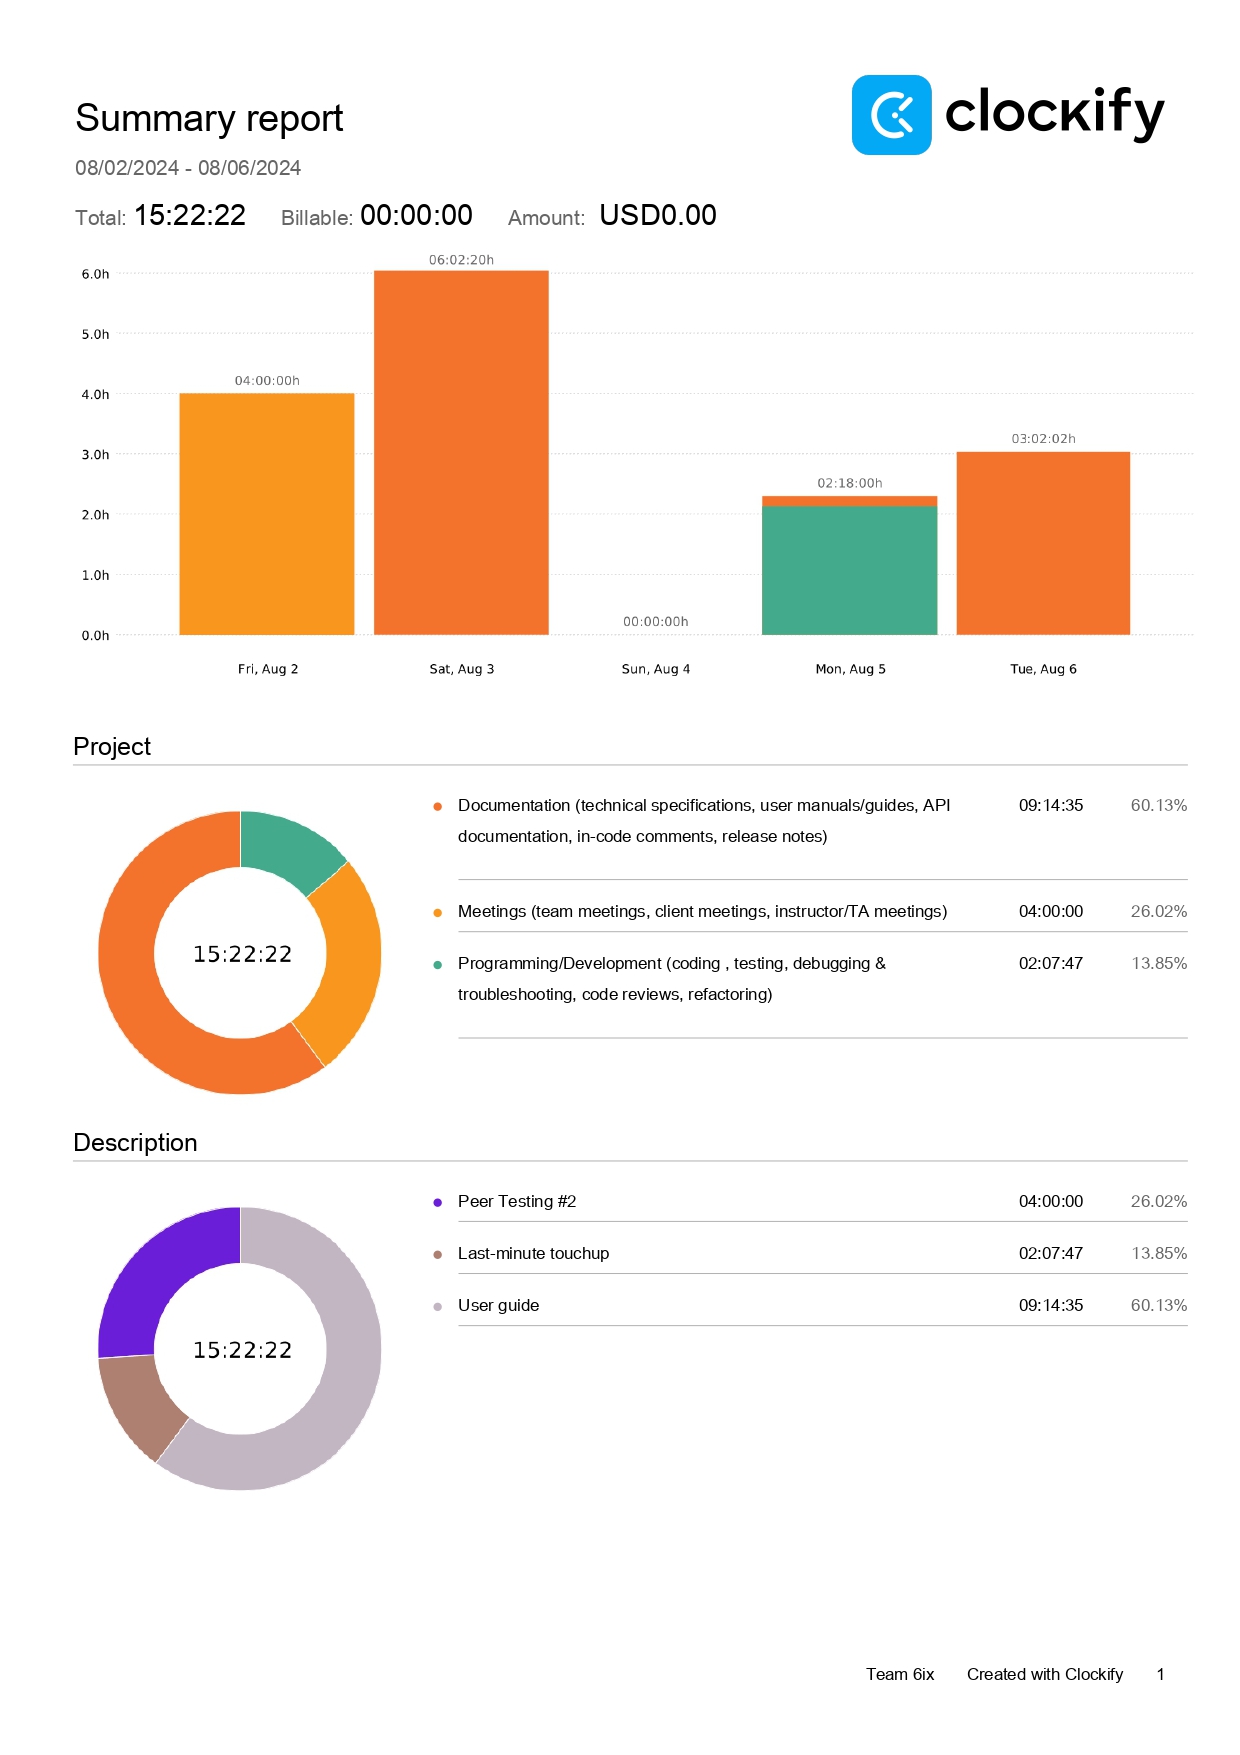 Summary report
clockify
08/02/2024 - 08/06/2024
Total: 15:22:22 Billable: 00:00:00 Amount: USD0.00
06:02:20h
6.0h
5.0h
04:00:00h
4.0h
03:02:02h
3.0h
02:18:00h
2.0h
1.0h
00:00:00h
0.0h
Fri, Aug 2 Sat, Aug 3 Sun, Aug 4 Mon, Aug 5 Tue, Aug 6
Project
Documentation (technical specifications, user manuals/guides, API 09:14:35 60.13%
documentation, in-code comments, release notes)
Meetings (team meetings, client meetings, instructor/TA meetings) 04:00:00 26.02%
15:22:22
Programming/Development (coding , testing, debugging & 02:07:47 13.85%
troubleshooting, code reviews, refactoring)
Description
Peer Testing #2 04:00:00 26.02%
Last-minute touchup 02:07:47 13.85%
User guide 09:14:35 60.13%
15:22:22
Team 6ix Created with Clockify 1